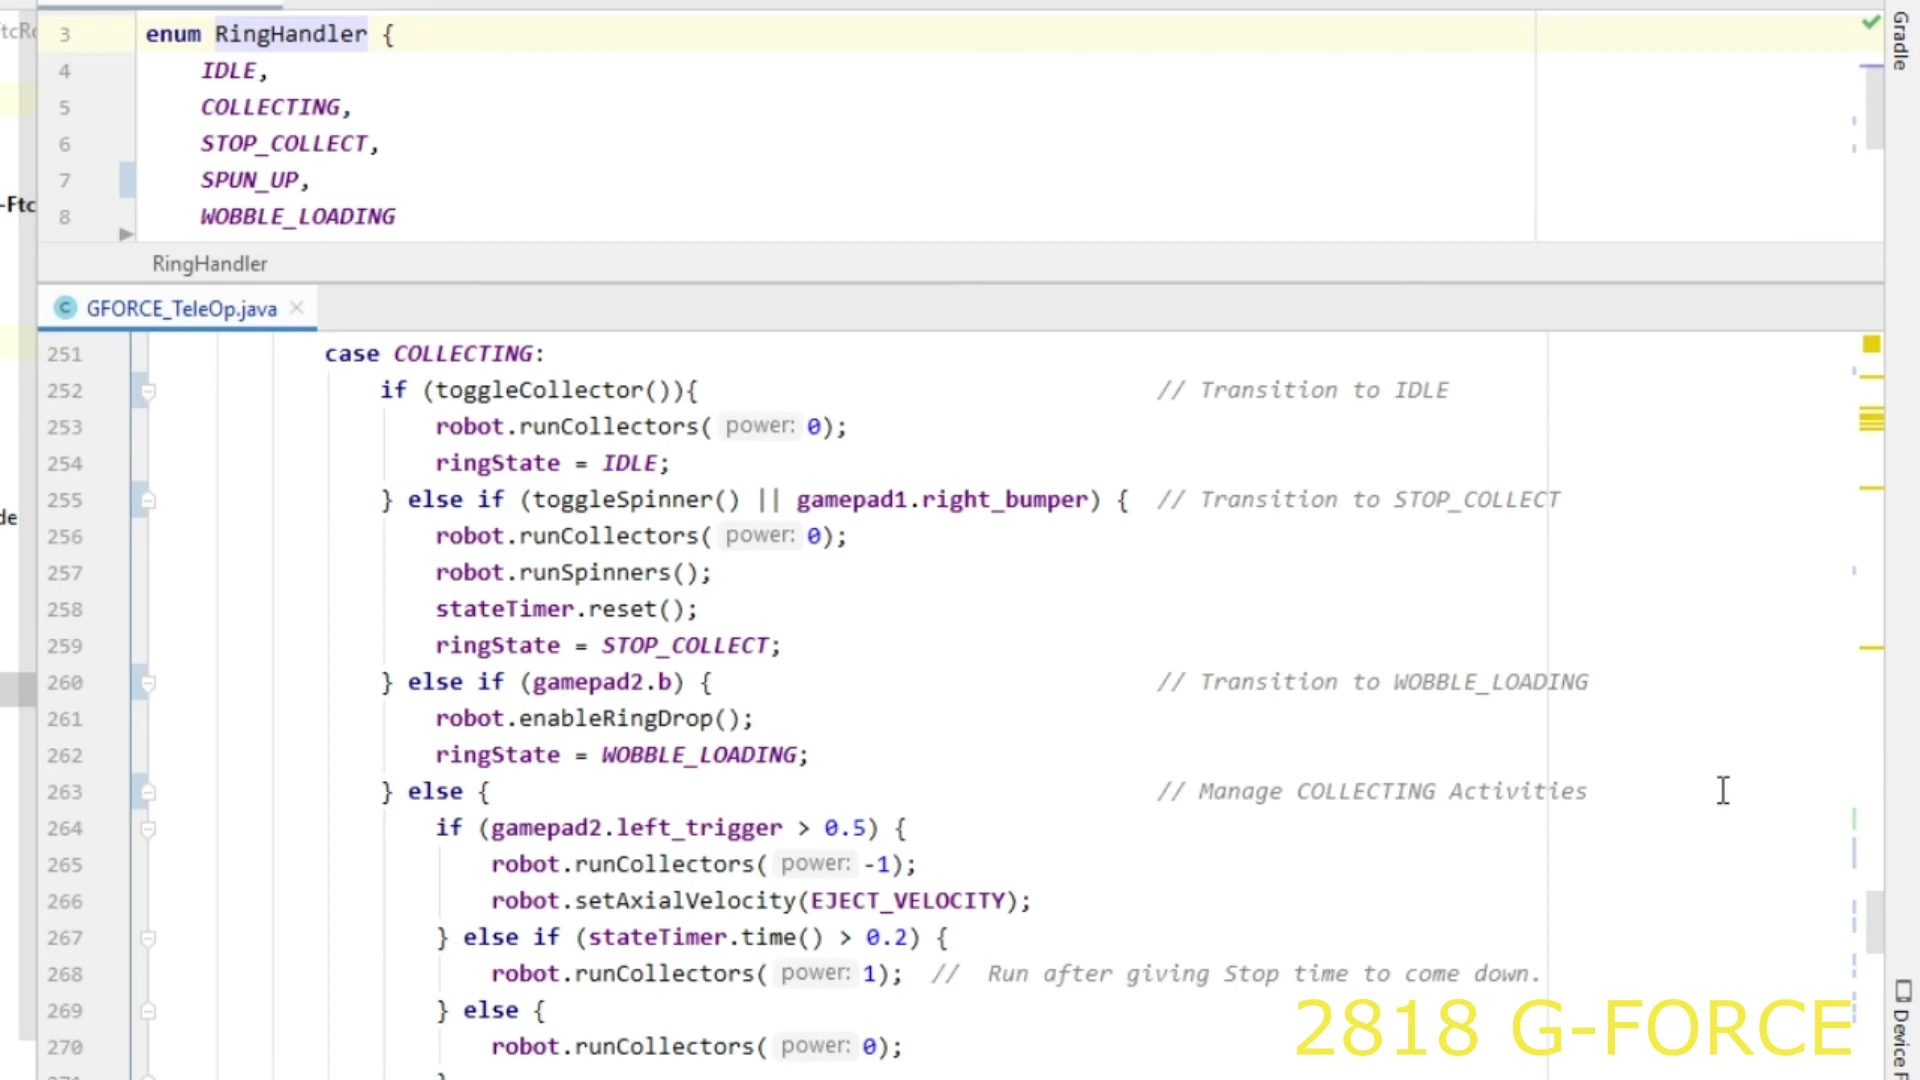 tcRo
3 enum RingHandler {
4 IDLE,
5 COLLECTING,
6 STOP_COLLECT,
7 SPUN_UP,
-Ftc
8 WOBBLE_LOADING
RingHandler
GFORCE_TeleOp.java
251 case COLLECTING:
252 if (toggleCollector()){ // Transition to IDLE
253 robot.runCollectors( power: 0);
254 ringState = IDLE;
255 } else if (toggleSpinner() || gamepad1.right_bumper) { // Transition to STOP_COLLECT
de
256 robot.runCollectors( power: 0);
257 robot.runSpinners();
258 stateTimer.reset();
259 ringState = STOP_COLLECT;
260 } else if (gamepad2.b) { // Transition to WOBBLE_LOADING
261 robot.enableRingDrop();
262 ringState = WOBBLE_LOADING;
263 } else { // Manage COLLECTING Activities
264 if (gamepad2.left_trigger > 0.5) {
265 robot.runCollectors( power: -1);
266 robot.setAxialVelocity(EJECT_VELOCITY);
267 } else if (stateTimer.time() > 0.2) {
268 robot.runCollectors( power: 1); // Run after giving Stop time to come down.
269 } else {
270 robot.runCollectors( power: 0);
2818 G-FORCE
Gradle
Device F